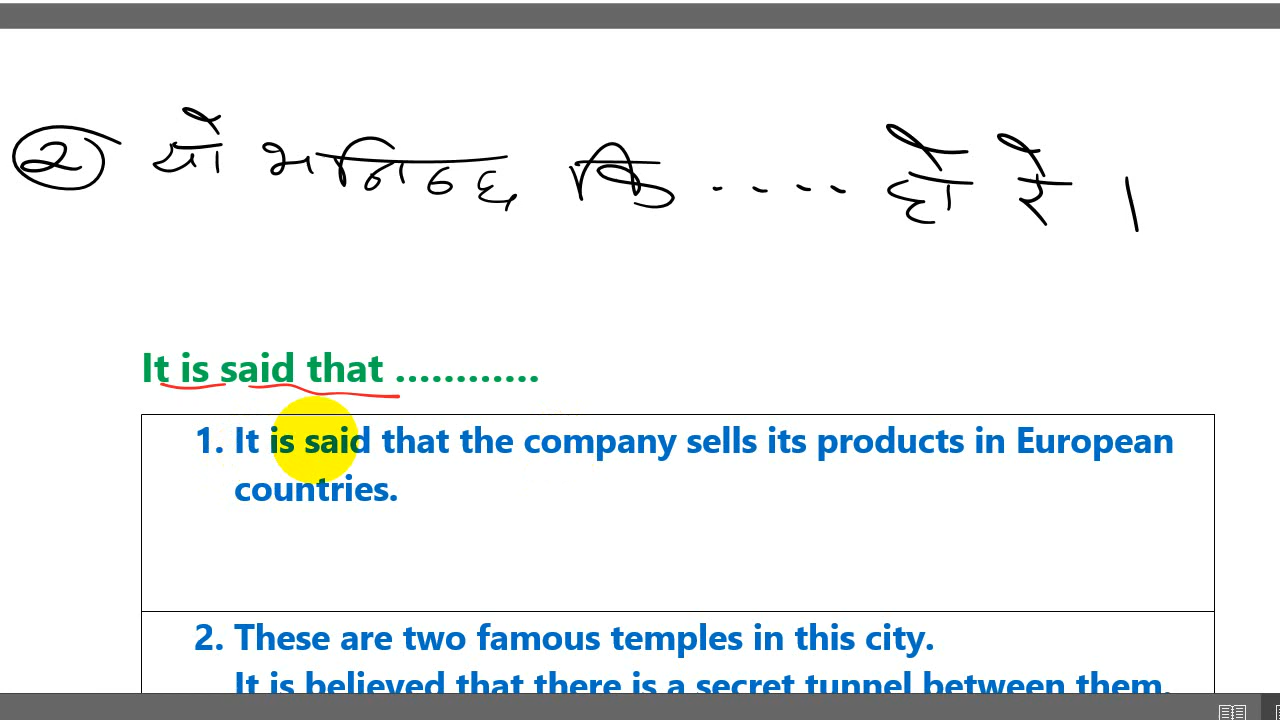 ② यो भनिन्छ कि .... हो रे ।
It is said that ............
1. It is said that the company sells its products in European
countries.
2. These are two famous temples in this city.
It is believed that there is a secret tunnel between them.